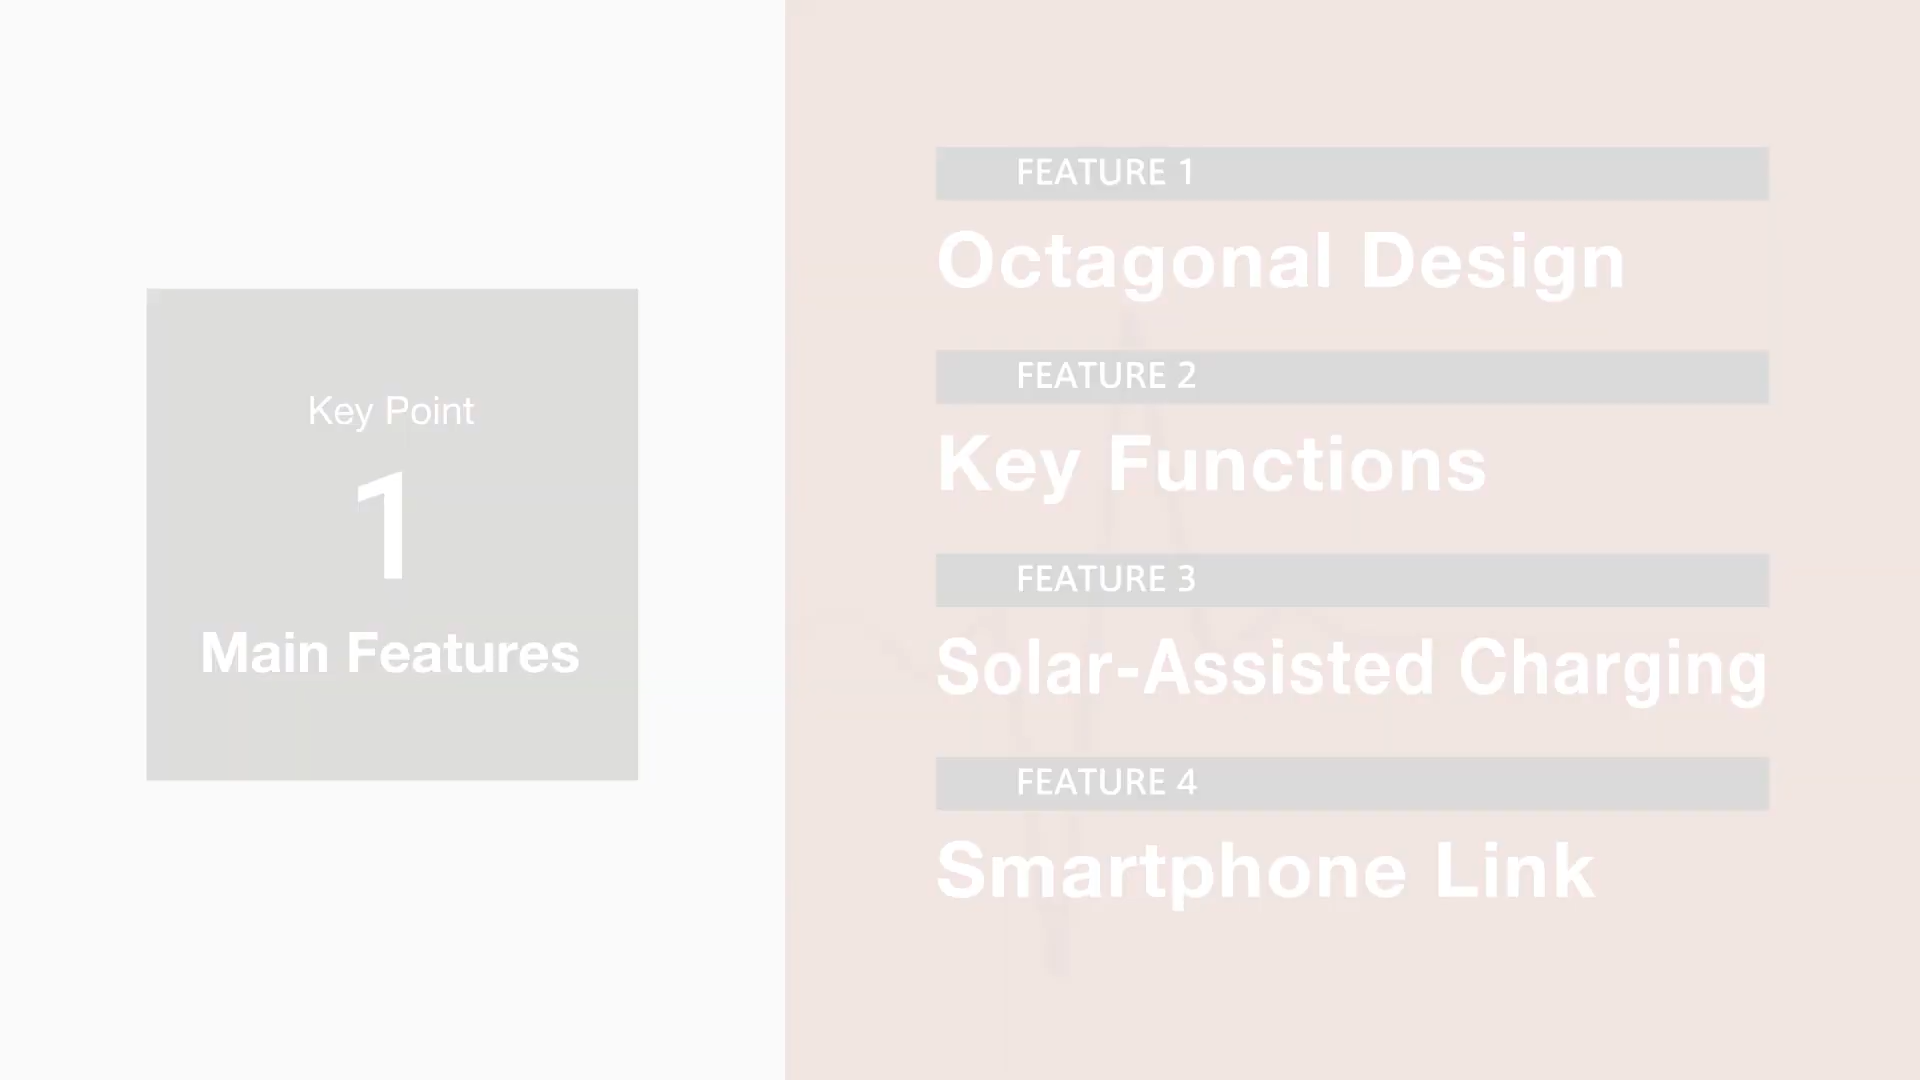 Key Point
1
Main Features
FEATURE 1
Octagonal Design
FEATURE 2
Key Functions
FEATURE 3
Solar-Assisted Charging
FEATURE 4
Smartphone Link